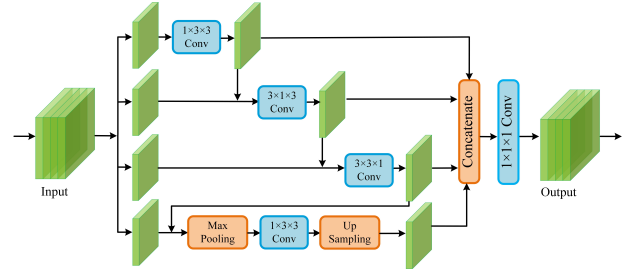 1×3×3
Conv
3×1×3
Conv
3×3×1
Conv
Input
Max
Pooling
1×3×3
Conv
Up
Sampling
Concatenate
1×1×1 Conv
Output